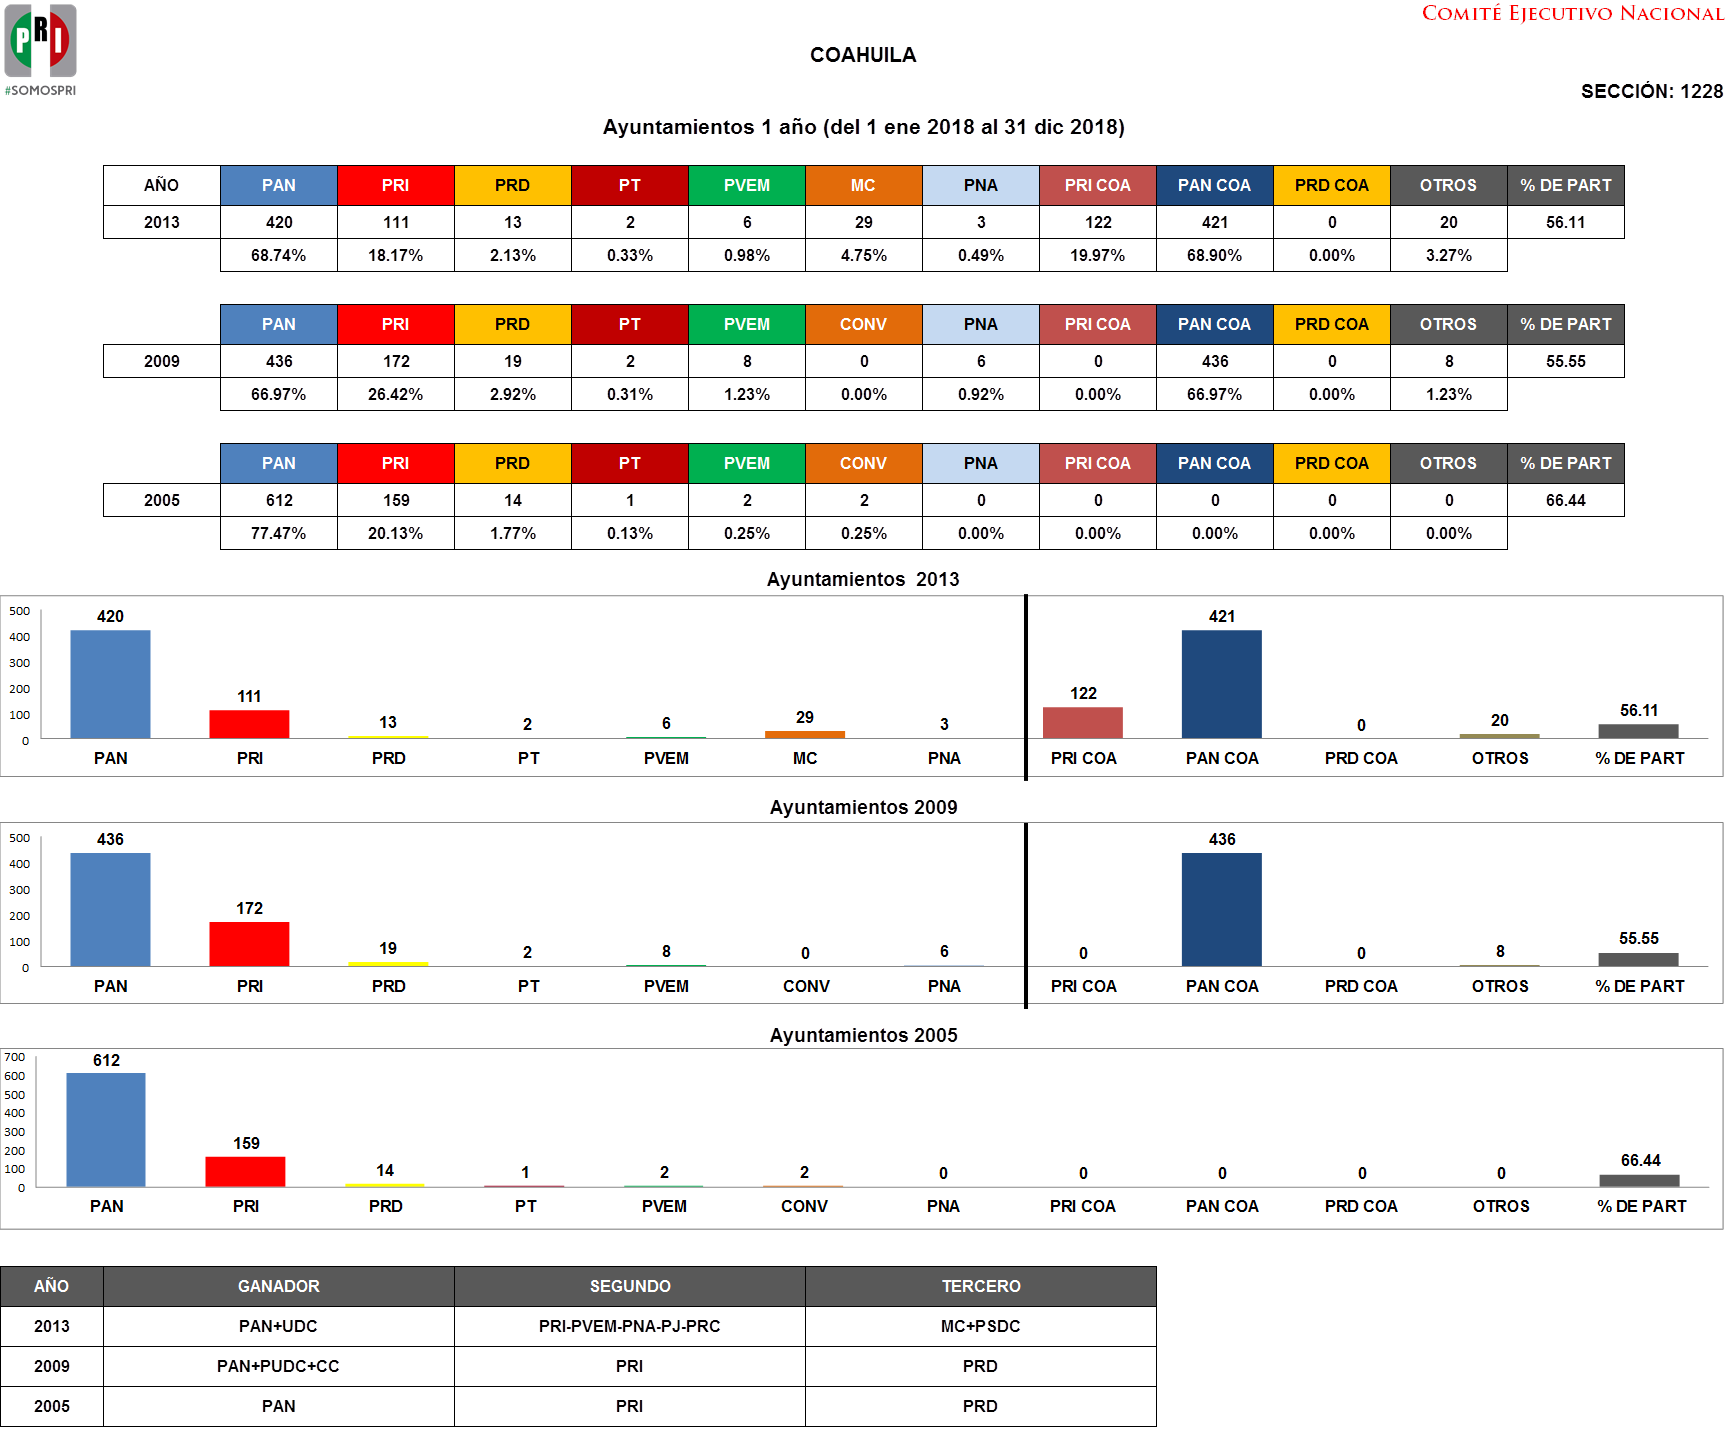 PRI
#SOMOSPRI
COMITÉ EJECUTIVO NACIONAL
COAHUILA
SECCIÓN: 1228
Ayuntamientos 1 año (del 1 ene 2018 al 31 dic 2018)
AÑO PAN PRI PRD PT PVEM MC PNA PRI COA PAN COA PRD COA OTROS % DE PART
2013 420 111 13 2 6 29 3 122 421 0 20 56.11
68.74% 18.17% 2.13% 0.33% 0.98% 4.75% 0.49% 19.97% 68.90% 0.00% 3.27%
PAN PRI PRD PT PVEM CONV PNA PRI COA PAN COA PRD COA OTROS % DE PART
2009 436 172 19 2 8 0 6 0 436 0 8 55.55
66.97% 26.42% 2.92% 0.31% 1.23% 0.00% 0.92% 0.00% 66.97% 0.00% 1.23%
PAN PRI PRD PT PVEM CONV PNA PRI COA PAN COA PRD COA OTROS % DE PART
2005 612 159 14 1 2 2 0 0 0 0 0 66.44
77.47% 20.13% 1.77% 0.13% 0.25% 0.25% 0.00% 0.00% 0.00% 0.00% 0.00%
Ayuntamientos 2013
500
400
300
200
100
0
420 111 13 2 6 29 3 122 421 0 20 56.11
PAN PRI PRD PT PVEM MC PNA PRI COA PAN COA PRD COA OTROS % DE PART
Ayuntamientos 2009
500
400
300
200
100
0
436 172 19 2 8 0 6 0 436 0 8 55.55
PAN PRI PRD PT PVEM CONV PNA PRI COA PAN COA PRD COA OTROS % DE PART
Ayuntamientos 2005
700
600
500
400
300
200
100
0
612 159 14 1 2 2 0 0 0 0 0 66.44
PAN PRI PRD PT PVEM CONV PNA PRI COA PAN COA PRD COA OTROS % DE PART
AÑO GANADOR SEGUNDO TERCERO
2013 PAN+UDC PRI-PVEM-PNA-PJ-PRC MC+PSDC
2009 PAN+PUDC+CC PRI PRD
2005 PAN PRI PRD